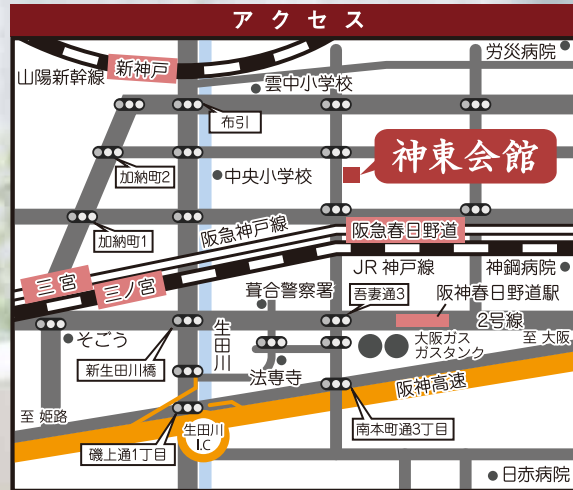 アクセス
労災病院
山陽新幹線
新神戸
雲中小学校
布引
神東会館
加納町2
中央小学校
加納町1
阪急神戸線
阪急春日野道
三宮
三ノ宮
JR 神戸線
神鋼病院
葺合警察署
吾妻通3
阪神春日野道駅
2号線
至 大阪
そごう
生田川
大阪ガス
ガスタンク
新生田川橋
法専寺
阪神高速
至 姫路
生田川
I.C
南本町通3丁目
磯上通1丁目
日赤病院